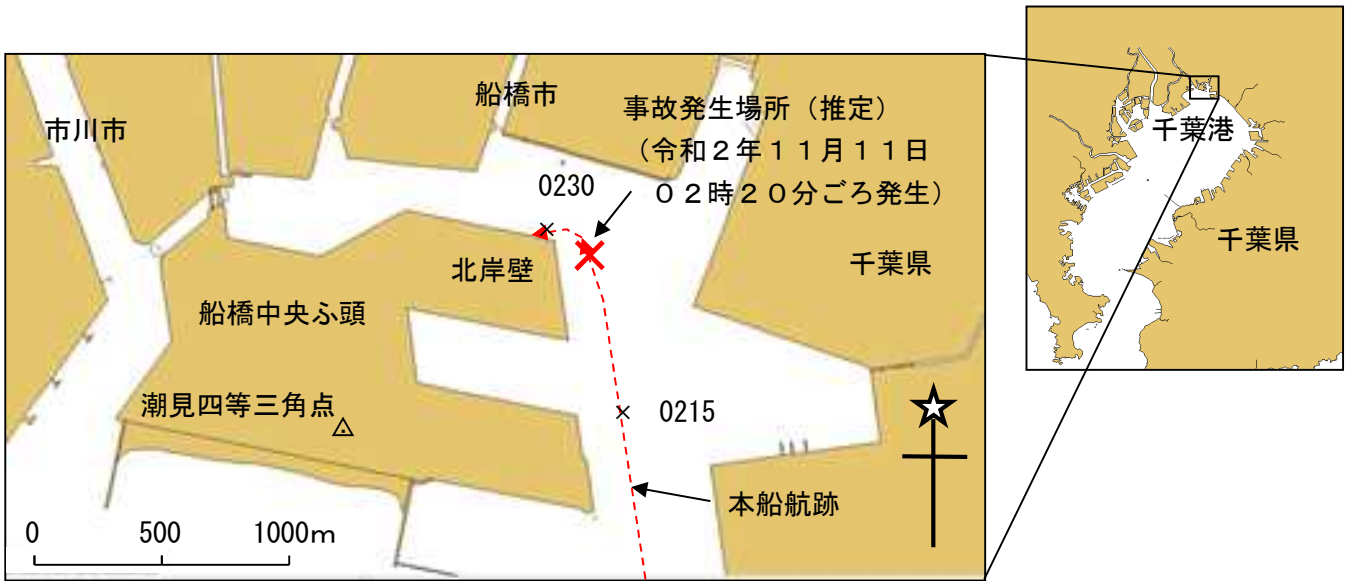 船橋市
事故発生場所（推定）
（令和２年１１月１１日
０２時２０分ごろ発生）
市川市
千葉港
0230
千葉県
北岸壁
千葉県
船橋中央ふ頭
潮見四等三角点
0215
本船航跡
0 500 1000m